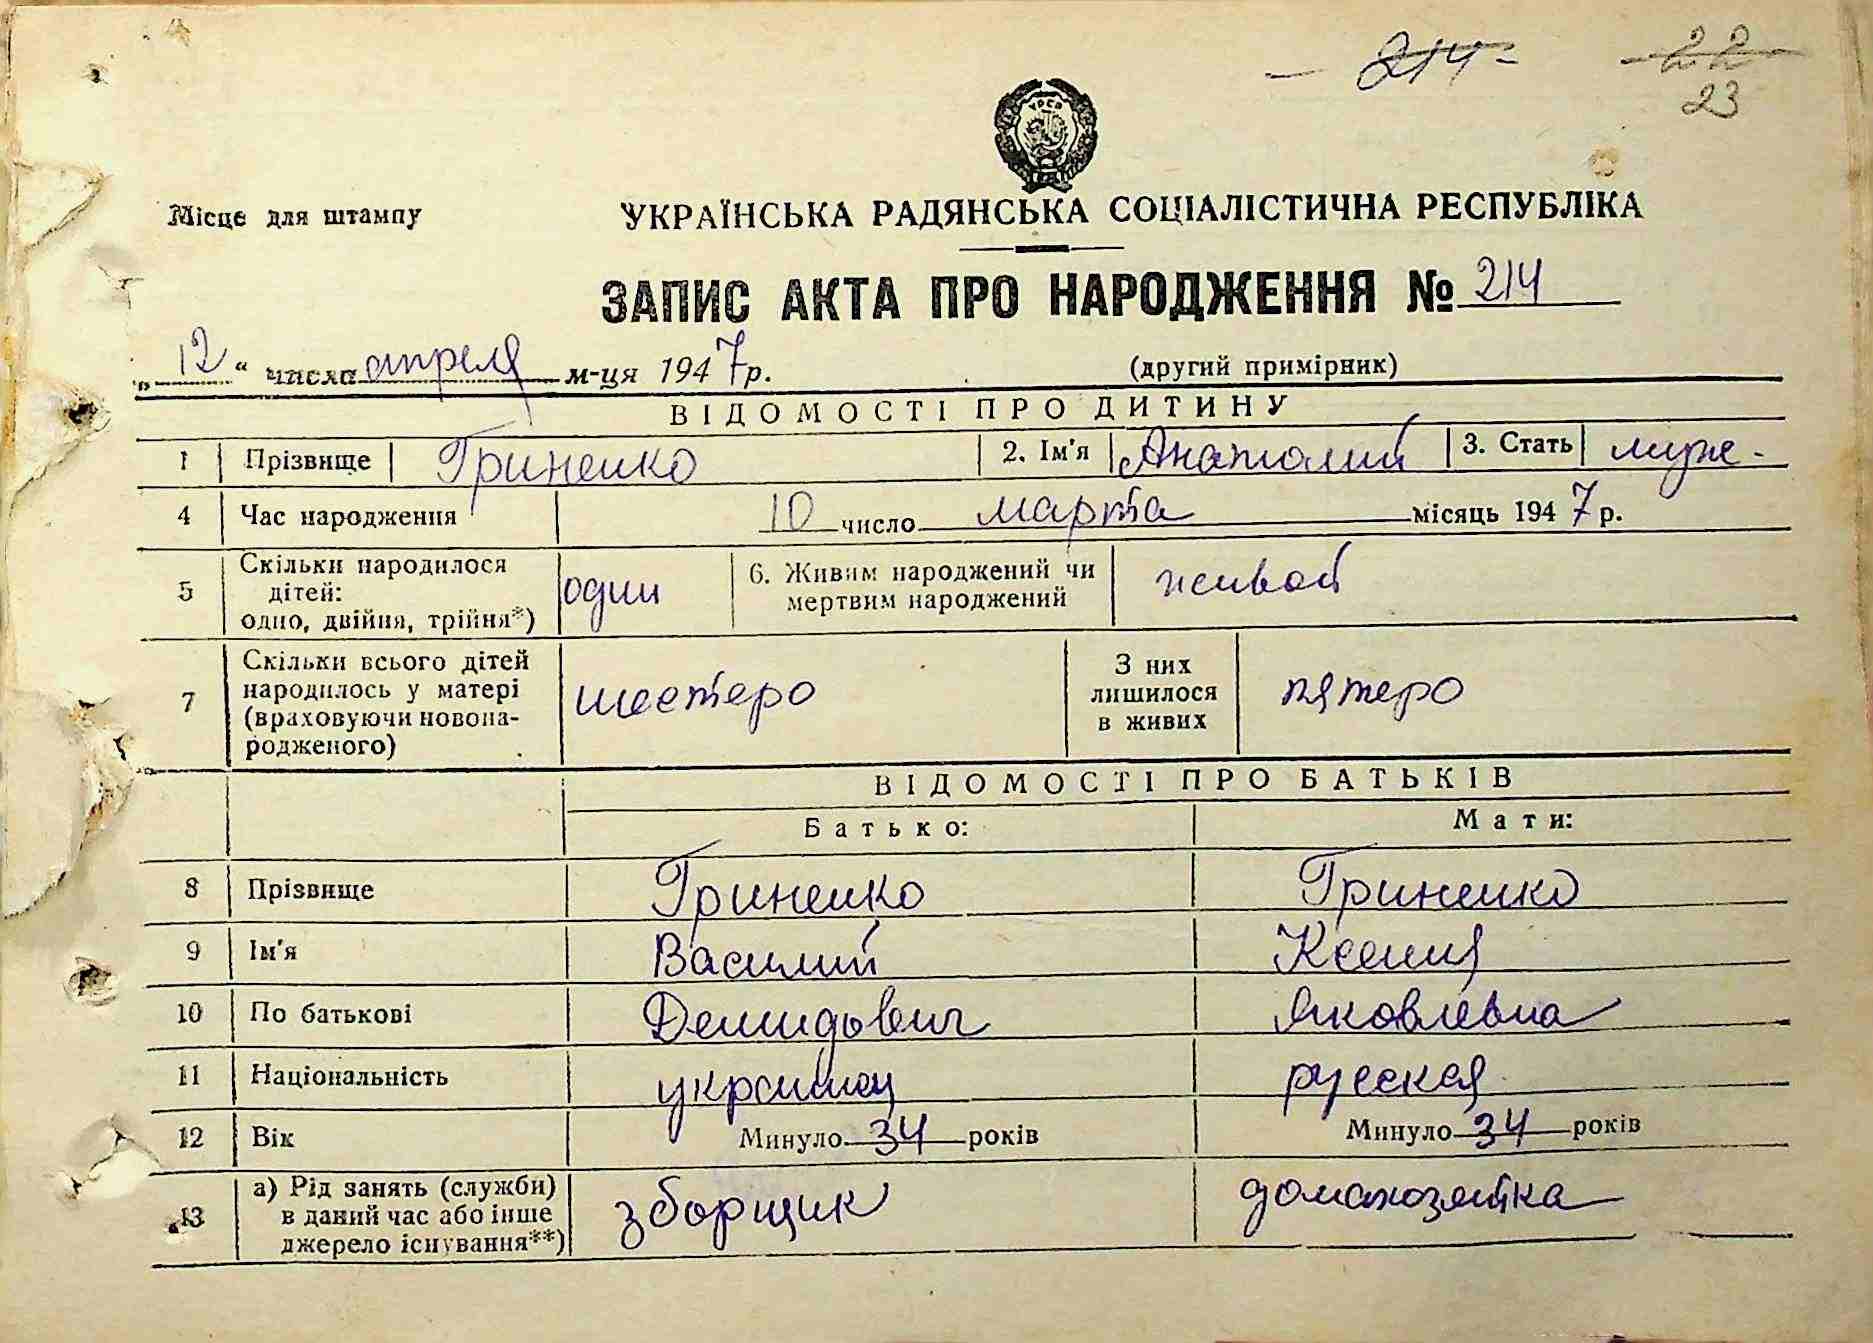 - 214 -
22
23
УРСР
Місце для штампу
УКРАЇНСЬКА РАДЯНСЬКА СОЦІАЛІСТИЧНА РЕСПУБЛІКА
ЗАПИС АКТА ПРО НАРОДЖЕННЯ № 214
„12“ числа апреля м-ця 1947 р.
(другий примірник)
ВІДОМОСТІ ПРО ДИТИНУ
1 Прізвище Гриненко 2. Ім'я Анатолий 3. Стать муж.
4 Час народження 10 число марта місяць 1947 р.
5 Скільки народилося дітей: одно, двійня, трійня*) один 6. Живим народжений чи мертвим народжений живой
7 Скільки всього дітей народилось у матері (враховуючи новонародженого) шестеро З них лишилося в живих пятеро
ВІДОМОСТІ ПРО БАТЬКІВ
Батько: Мати:
8 Прізвище Гриненко Гриненко
9 Ім'я Василий Ксения
10 По батькові Демидович Яковлевна
11 Національність украинец русская
12 Вік Минуло 34 років Минуло 34 років
13 а) Рід занять (служби) в даний час або інше джерело існування**) зборщик домахозяйка